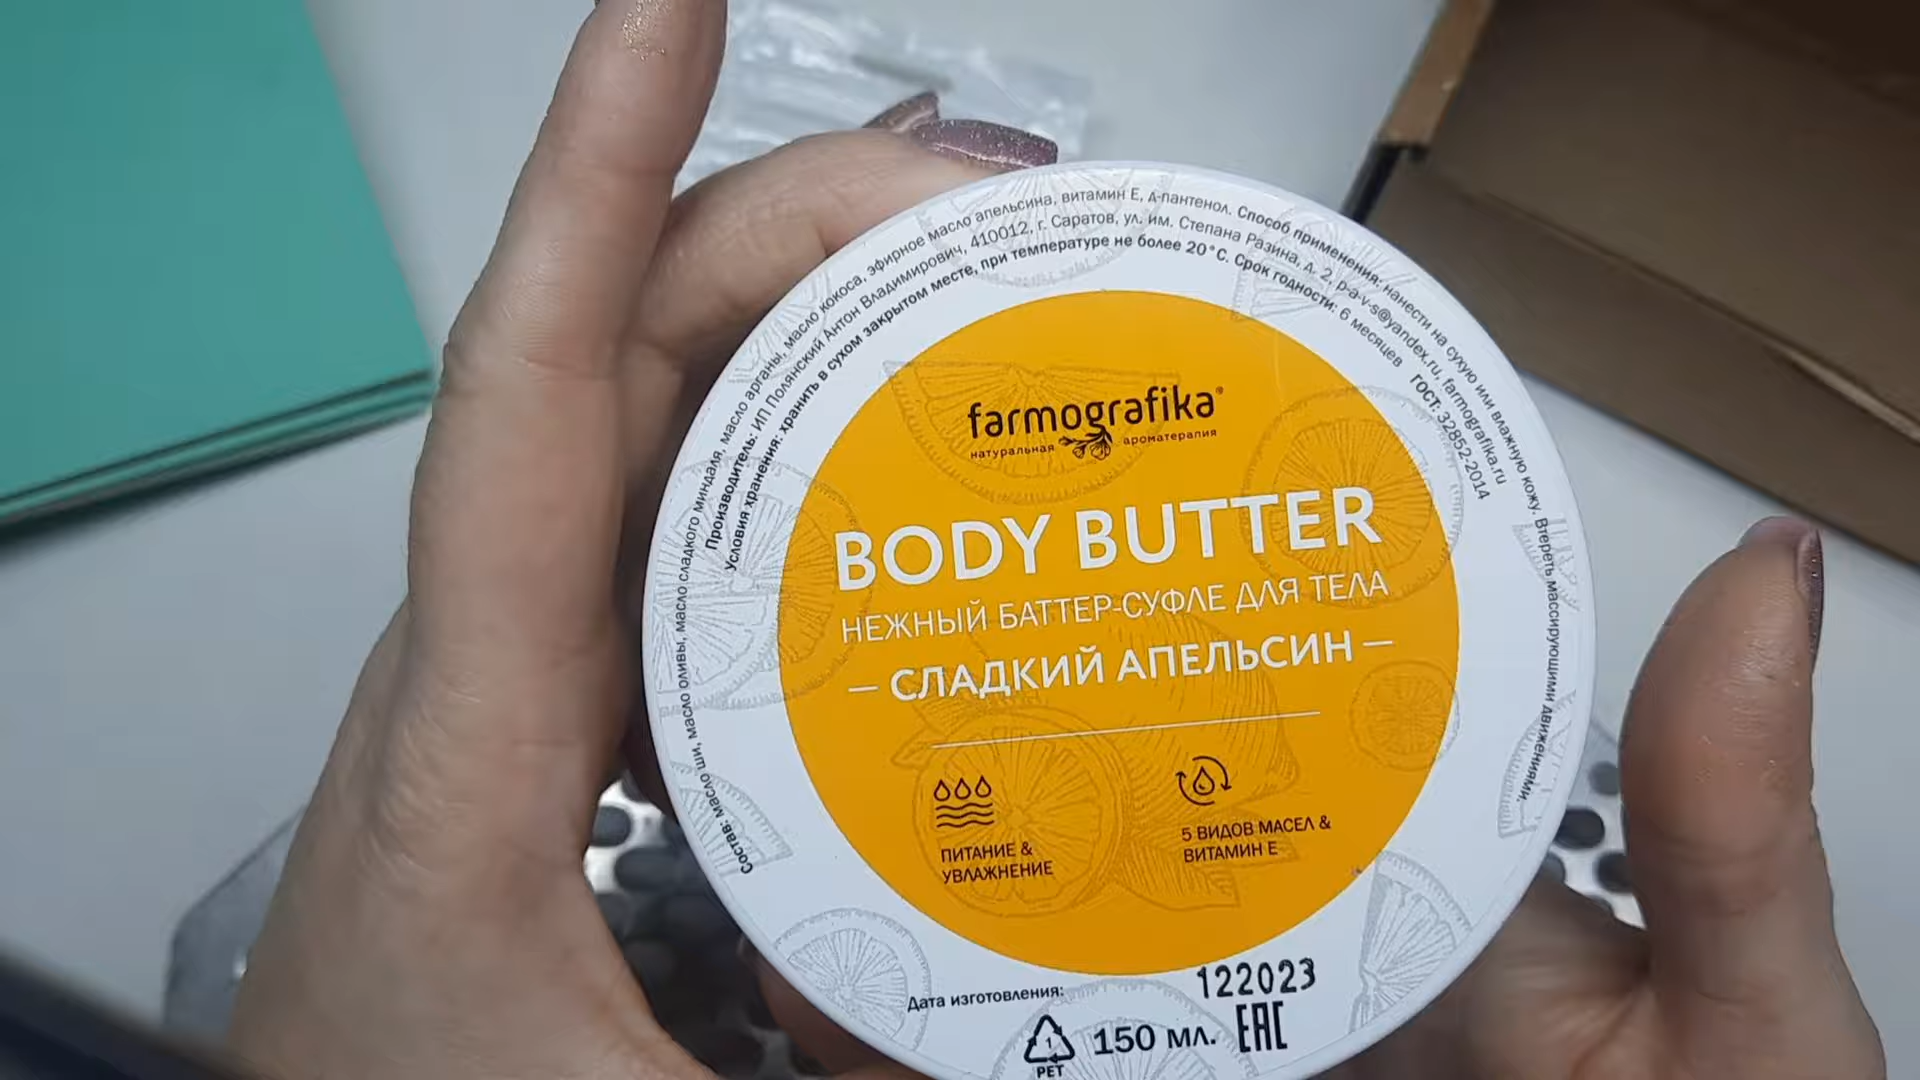 Состав: масло ши, масло оливы, масло сладкого миндаля, масло арганы, масло кокоса, эфирное масло апельсина, витамин Е, д-пантенол. Способ применения: нанести на сухую или влажную кожу. Втереть массирующими движениями.
Производитель: ИП Полянский Антон Владимирович, 410012, г. Саратов, ул. им. Степана Разина, д. 2, p-a-v-s@yandex.ru, farmografika.ru
Условия хранения: хранить в сухом закрытом месте, при температуре не более 20°С. Срок годности: 6 месяцев ГОСТ: 32852-2014
farmografika®
натуральная ароматерапия
BODY BUTTER
НЕЖНЫЙ БАТТЕР-СУФЛЕ ДЛЯ ТЕЛА
— СЛАДКИЙ АПЕЛЬСИН —
ПИТАНИЕ &
УВЛАЖНЕНИЕ
5 ВИДОВ МАСЕЛ &
ВИТАМИН Е
Дата изготовления: 122023
1
PET
150 мл. ЕАС